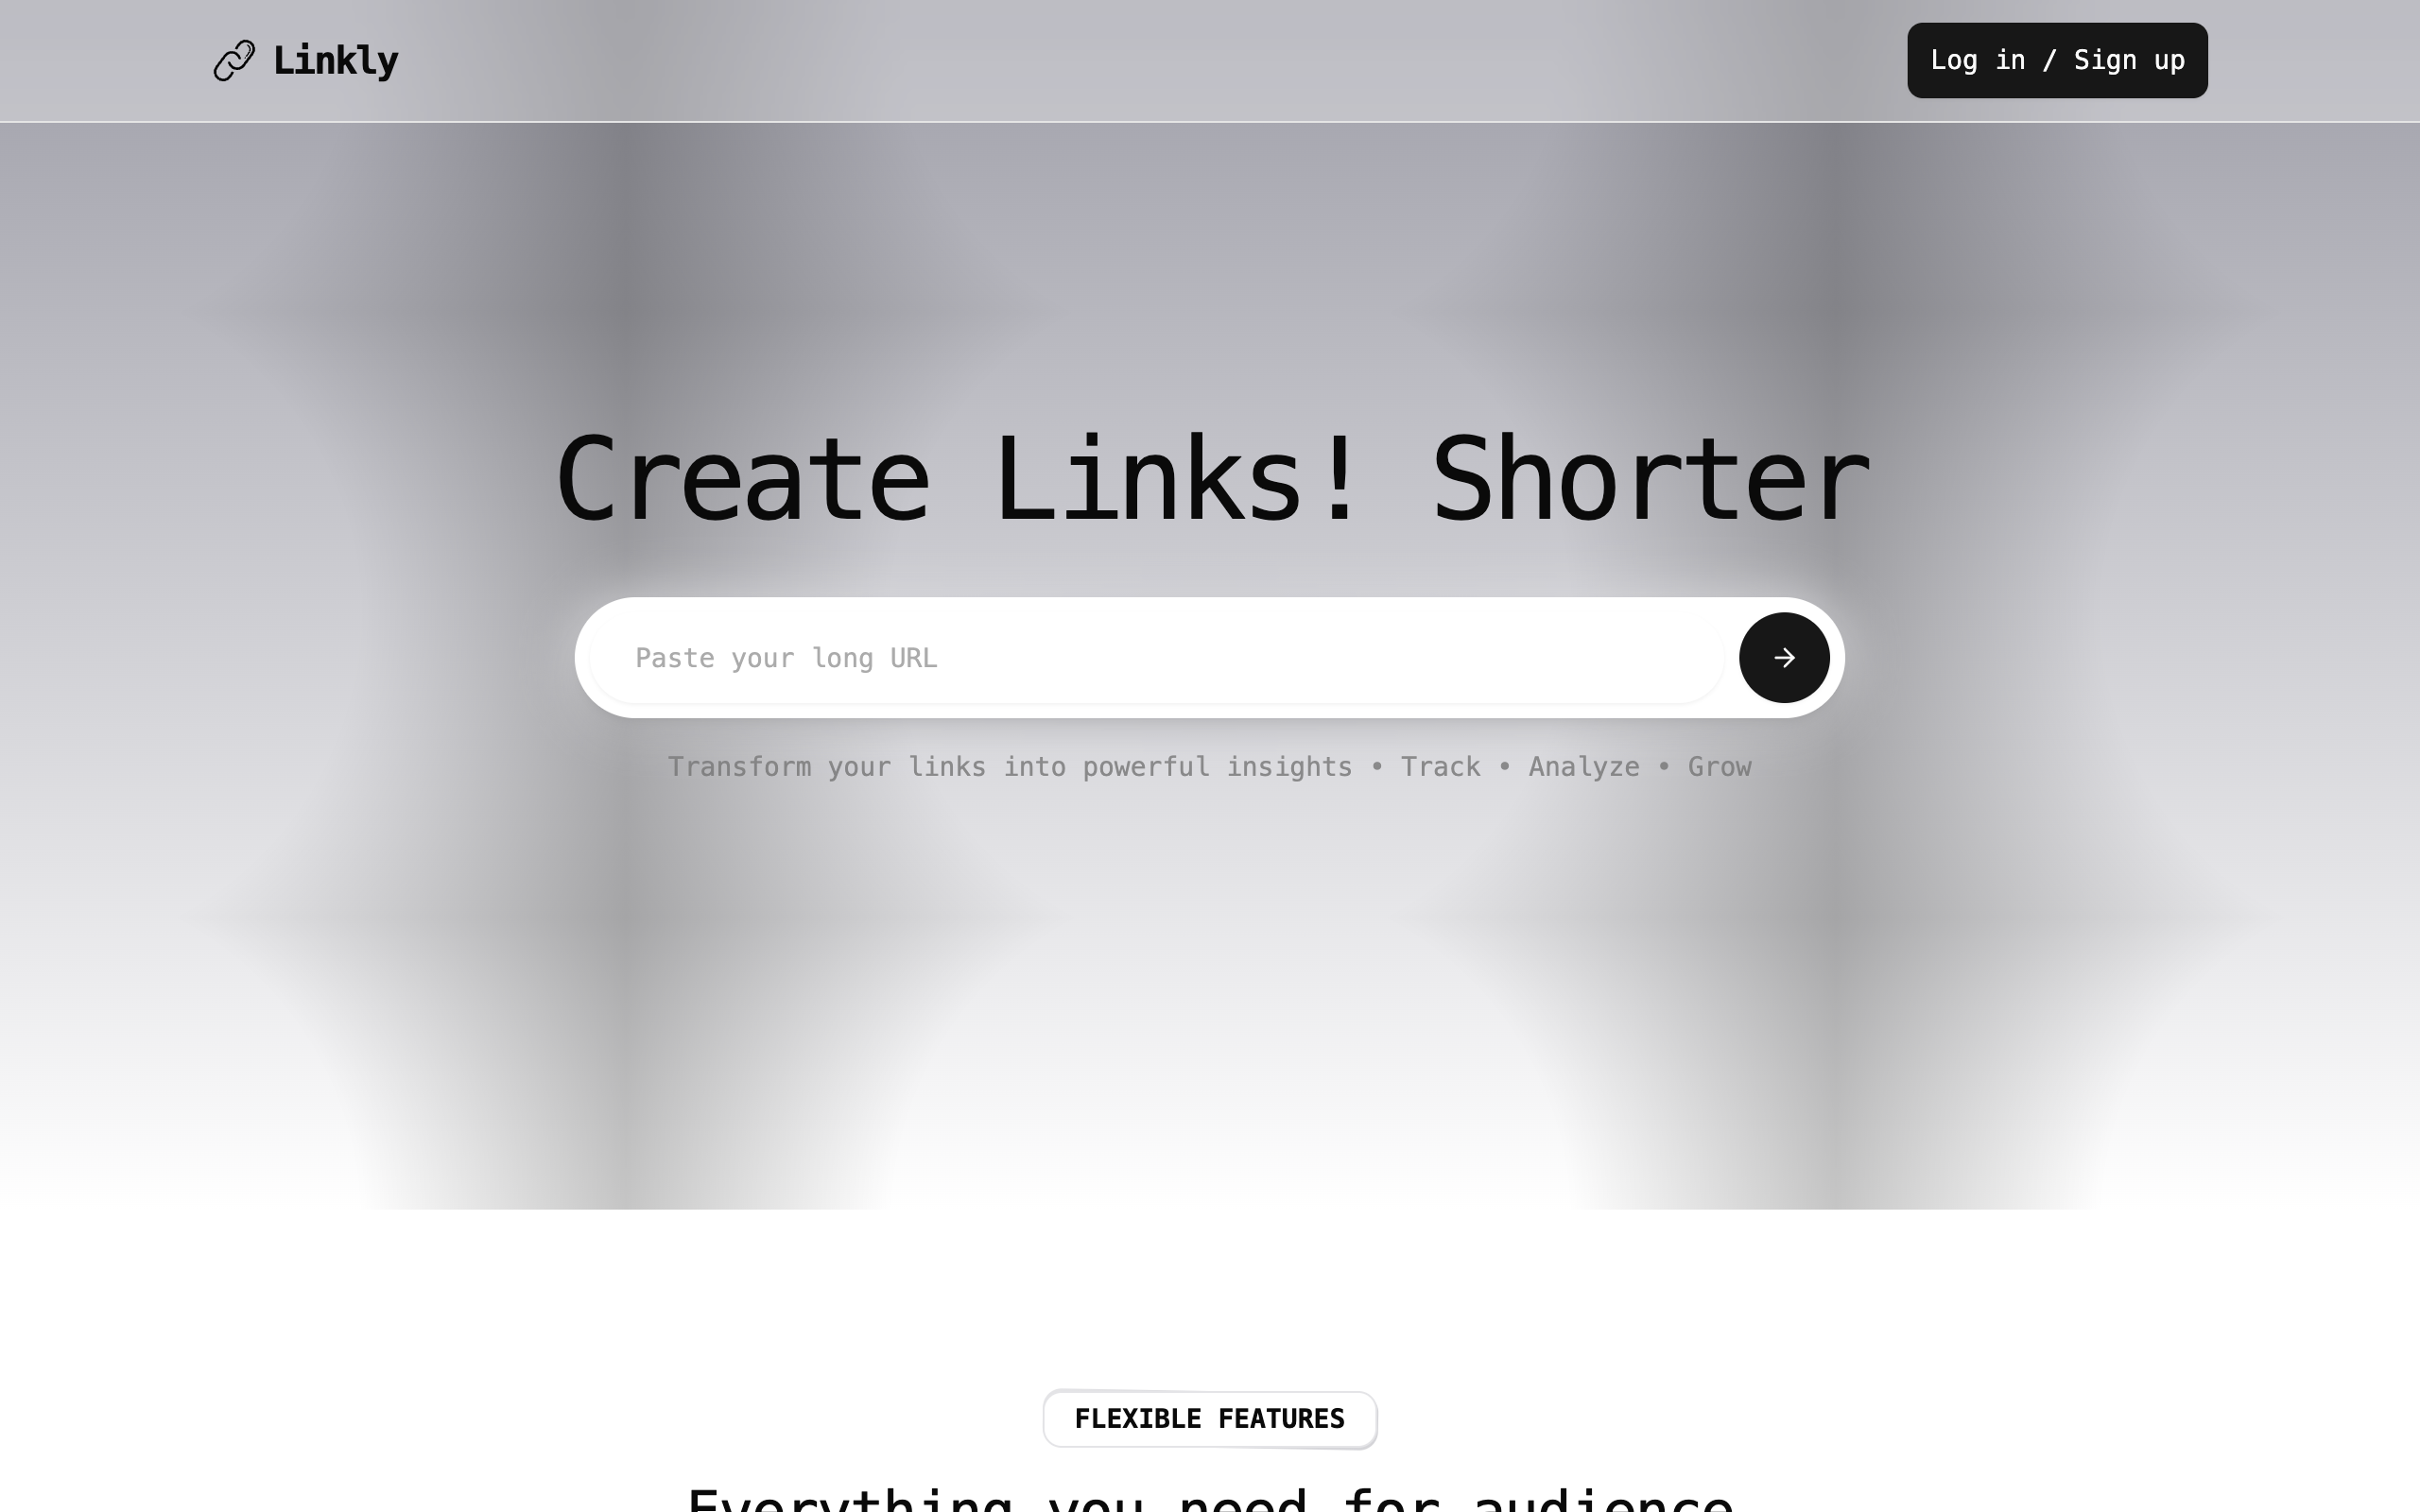 Linkly
Log in / Sign up
Create Links! Shorter
Paste your long URL
Transform your links into powerful insights • Track • Analyze • Grow
FLEXIBLE FEATURES
Everything you need for audience